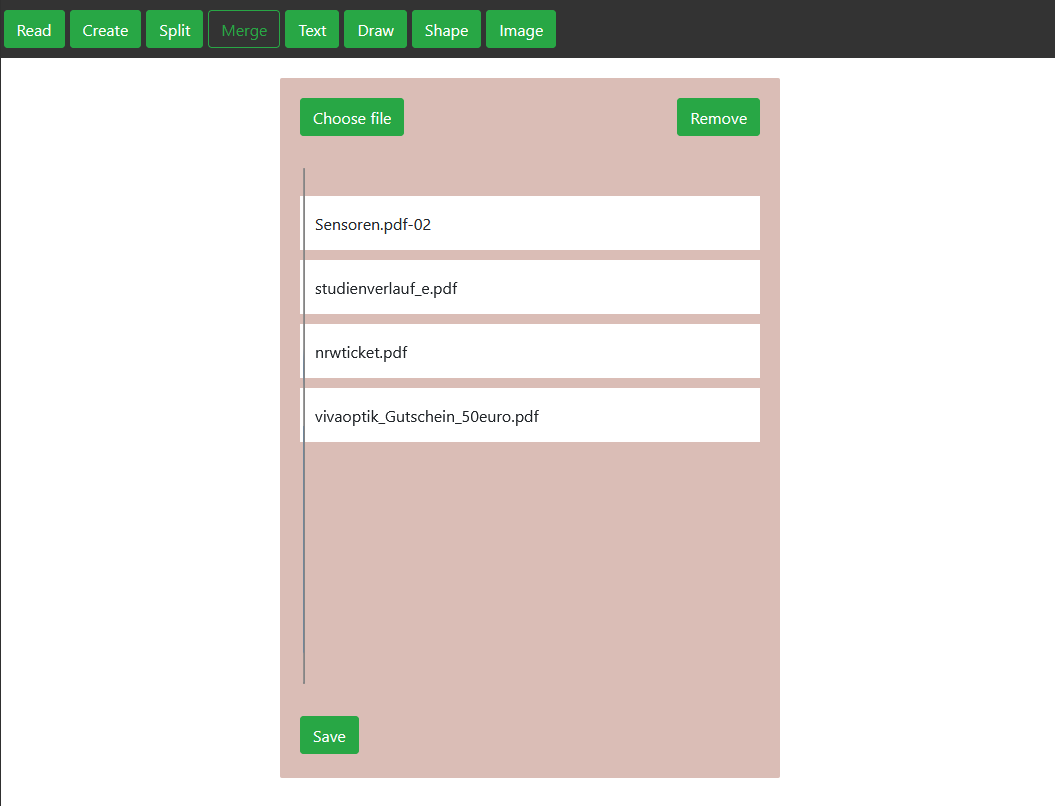 Read Create Split Merge Text Draw Shape Image
Choose file Remove
Sensoren.pdf-02
studienverlauf_e.pdf
nrwticket.pdf
vivaoptik_Gutschein_50euro.pdf
Save